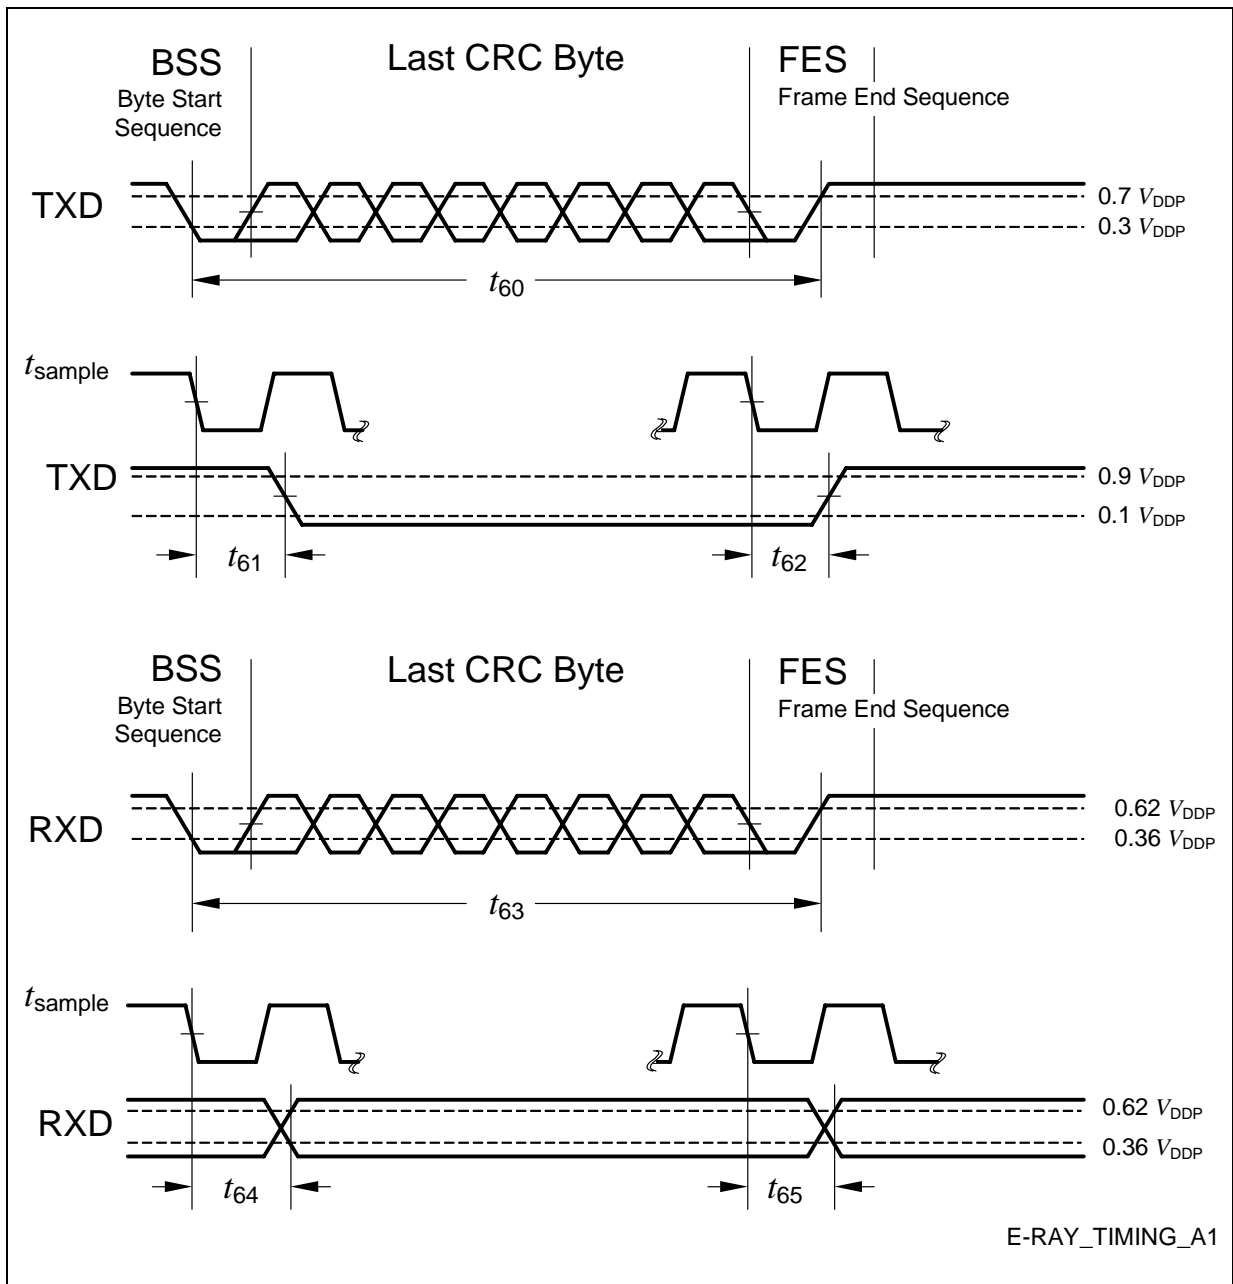 BSS
Byte Start
Sequence
Last CRC Byte
FES
Frame End Sequence
TXD
0.7 VDDP
0.3 VDDP
t60
tsample
TXD
0.9 VDDP
0.1 VDDP
t61
t62
BSS
Byte Start
Sequence
Last CRC Byte
FES
Frame End Sequence
RXD
0.62 VDDP
0.36 VDDP
t63
tsample
RXD
0.62 VDDP
0.36 VDDP
t64
t65
E-RAY_TIMING_A1